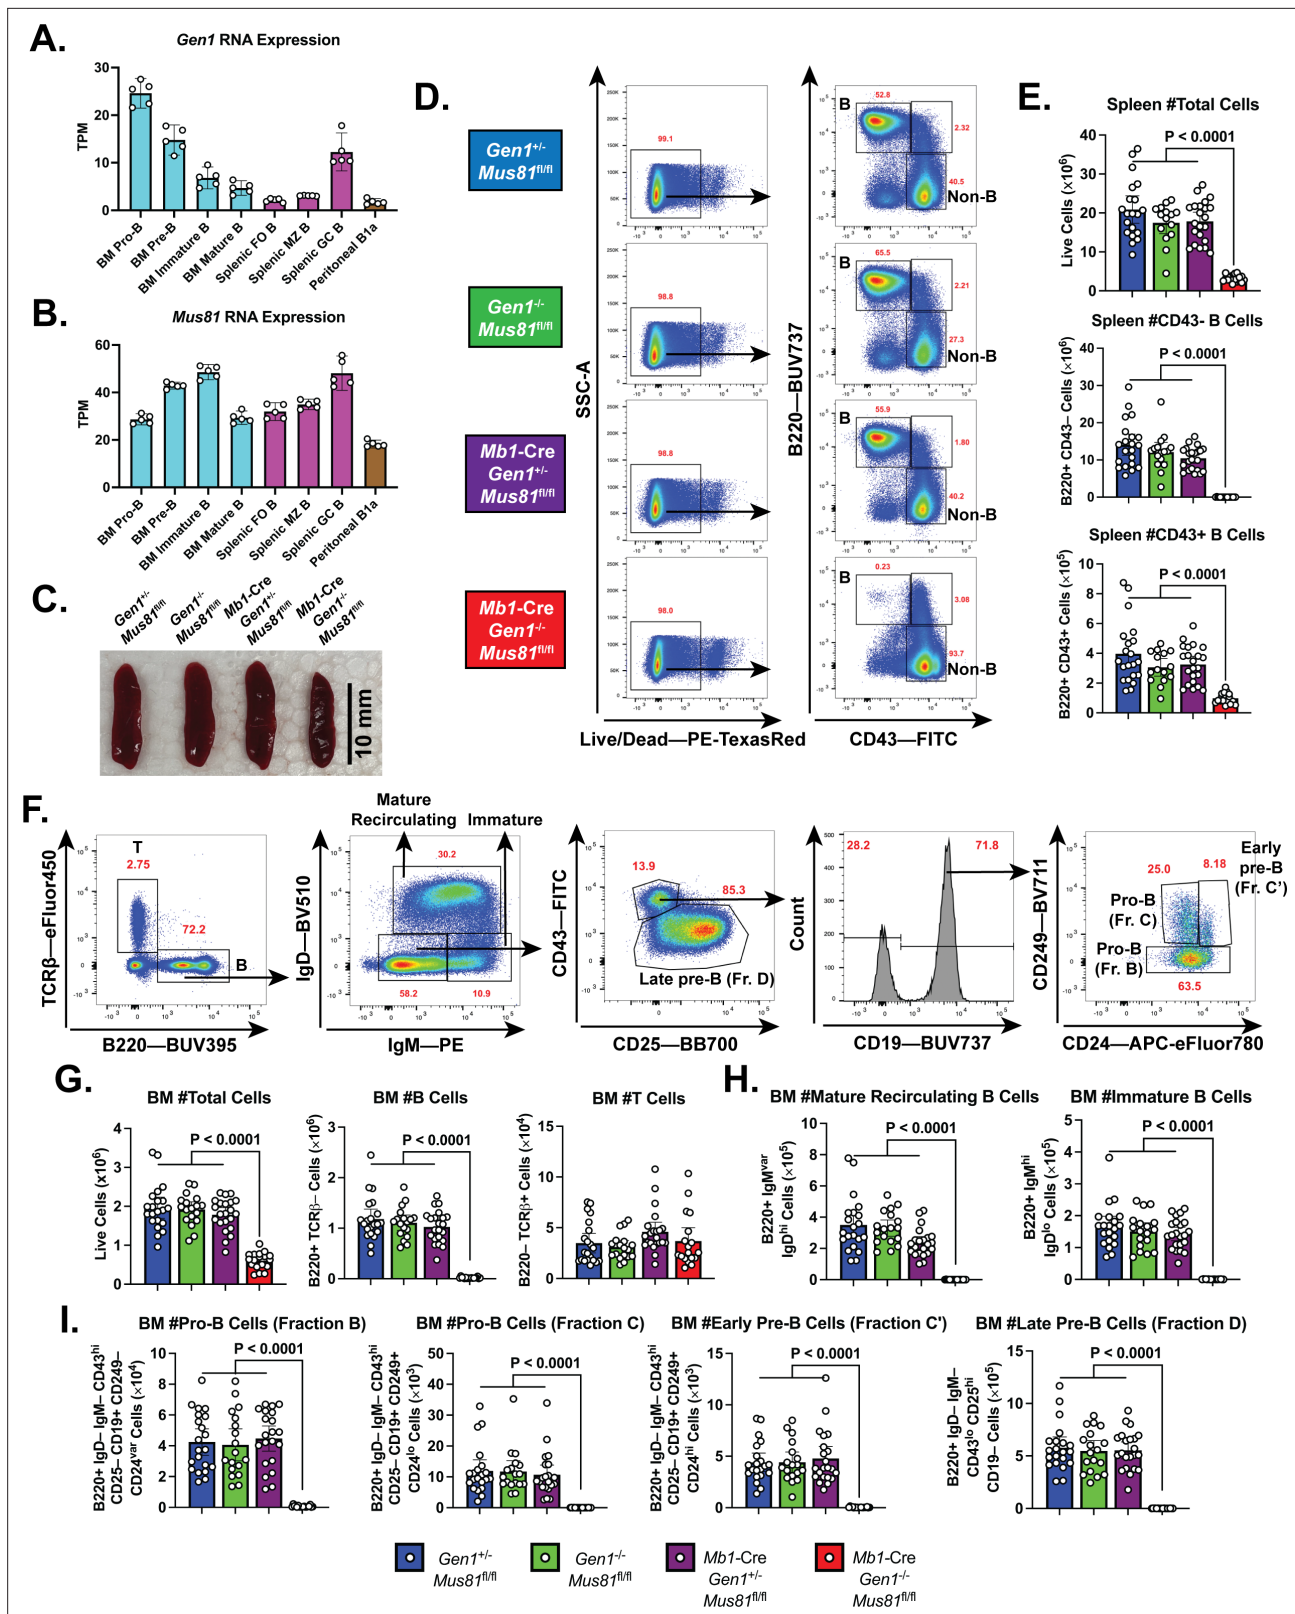 A.
Gen1 RNA Expression
TPM
30
20
10
0
BM Pro-B
BM Pre-B
BM Immature B
BM Mature B
Splenic FO B
Splenic MZ B
Splenic GC B
Peritoneal B1a
B.
Mus81 RNA Expression
TPM
60
40
20
0
BM Pro-B
BM Pre-B
BM Immature B
BM Mature B
Splenic FO B
Splenic MZ B
Splenic GC B
Peritoneal B1a
C.
Gen1+/-
Mus81fl/fl
Gen1-/-
Mus81fl/fl
Mb1-Cre
Gen1+/-
Mus81fl/fl
Mb1-Cre
Gen1-/-
Mus81fl/fl
10 mm
D.
Gen1+/-
Mus81fl/fl
Gen1-/-
Mus81fl/fl
Mb1-Cre
Gen1+/-
Mus81fl/fl
Mb1-Cre
Gen1-/-
Mus81fl/fl
SSC-A
99.1
98.8
98.8
98.0
Live/Dead—PE-TexasRed
B220—BUV737
B
52.8
2.32
40.5
Non-B
B
65.5
2.21
27.3
Non-B
B
55.9
1.80
40.2
Non-B
B
0.23
3.08
93.7
Non-B
CD43—FITC
E.
Spleen #Total Cells
P < 0.0001
Live Cells (×10⁶)
40
30
20
10
0
Spleen #CD43- B Cells
P < 0.0001
B220+ CD43– Cells (×10⁶)
40
30
20
10
0
Spleen #CD43+ B Cells
P < 0.0001
B220+ CD43+ Cells (×10⁵)
10
8
6
4
2
0
F.
TCRβ—eFluor450
T
2.75
72.2
B
B220—BUV395
Mature
Recirculating
Immature
IgD—BV510
30.2
58.2
10.9
IgM—PE
CD43—FITC
13.9
85.3
Late pre-B (Fr. D)
CD25—BB700
Count
500
400
300
200
100
0
28.2
71.8
CD19—BUV737
CD249—BV711
25.0
8.18
Early
pre-B
(Fr. C')
Pro-B
(Fr. C)
Pro-B
(Fr. B)
63.5
CD24—APC-eFluor780
G.
BM #Total Cells
P < 0.0001
Live Cells (x10⁶)
4
3
2
1
0
BM #B Cells
P < 0.0001
B220+ TCRβ– Cells (×10⁶)
3
2
1
0
BM #T Cells
B220– TCRβ+ Cells (×10⁴)
15
10
5
0
H.
BM #Mature Recirculating B Cells
P < 0.0001
B220+ IgMvar
IgDhi Cells (×10⁵)
10
8
6
4
2
0
BM #Immature B Cells
P < 0.0001
B220+ IgMhi
IgDlo Cells (×10⁵)
5
4
3
2
1
0
I.
BM #Pro-B Cells (Fraction B)
P < 0.0001
B220+ IgD– IgM– CD43hi
CD25– CD19+ CD249–
CD24var Cells (×10⁴)
10
8
6
4
2
0
BM #Pro-B Cells (Fraction C)
P < 0.0001
B220+ IgD– IgM– CD43hi
CD25– CD19+ CD249+
CD24lo Cells (×10³)
50
40
30
20
10
0
BM #Early Pre-B Cells (Fraction C')
P < 0.0001
B220+ IgD– IgM– CD43hi
CD25– CD19+ CD249+
CD24hi Cells (×10³)
15
10
5
0
BM #Late Pre-B Cells (Fraction D)
P < 0.0001
B220+ IgD– IgM–
CD43lo CD25hi
CD19– Cells (×10⁵)
15
10
5
0
Gen1+/-
Mus81fl/fl
Gen1-/-
Mus81fl/fl
Mb1-Cre
Gen1+/-
Mus81fl/fl
Mb1-Cre
Gen1-/-
Mus81fl/fl